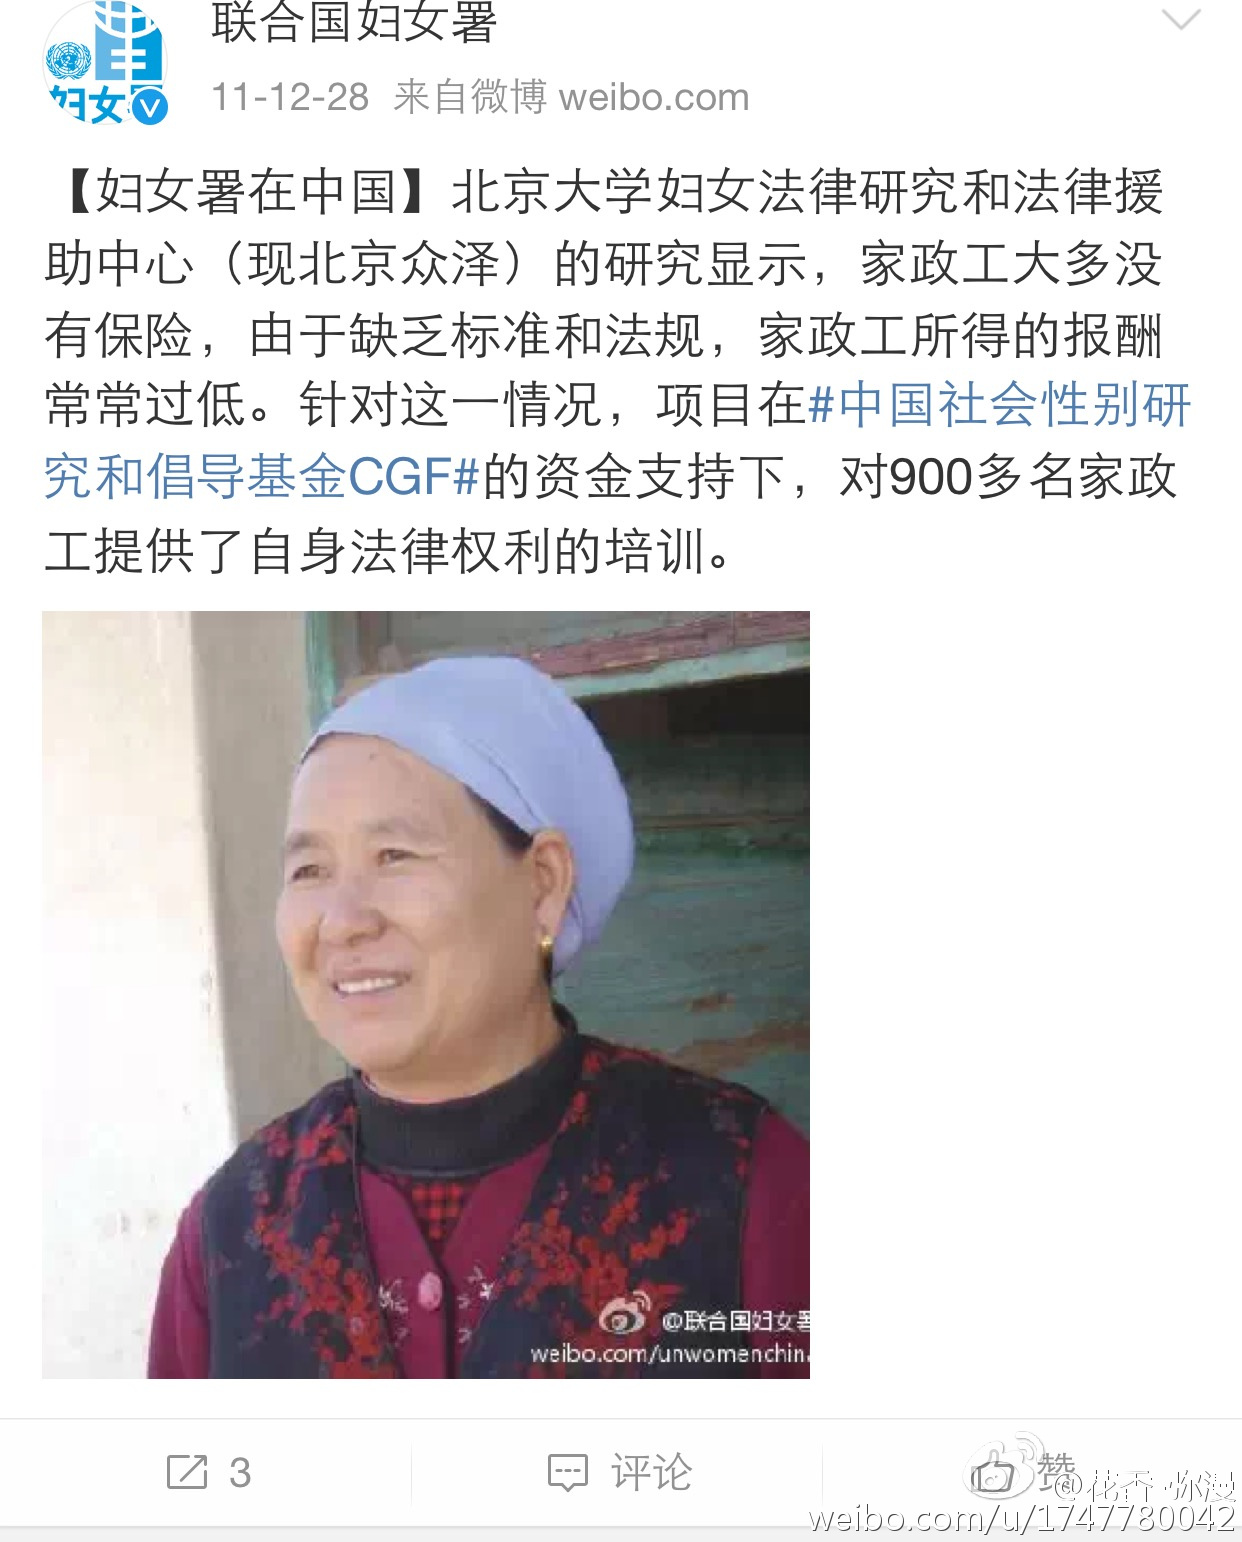 联合国妇女署
妇女署
11-12-28 来自微博 weibo.com
【妇女署在中国】北京大学妇女法律研究和法律援
助中心（现北京众泽）的研究显示，家政工大多没
有保险，由于缺乏标准和法规，家政工所得的报酬
常常过低。针对这一情况，项目在#中国社会性别研
究和倡导基金CGF#的资金支持下，对900多名家政
工提供了自身法律权利的培训。
@联合国妇女署
weibo.com/unwomenchin
3 评论 赞
@花香·弥漫
weibo.com/u/1747780042